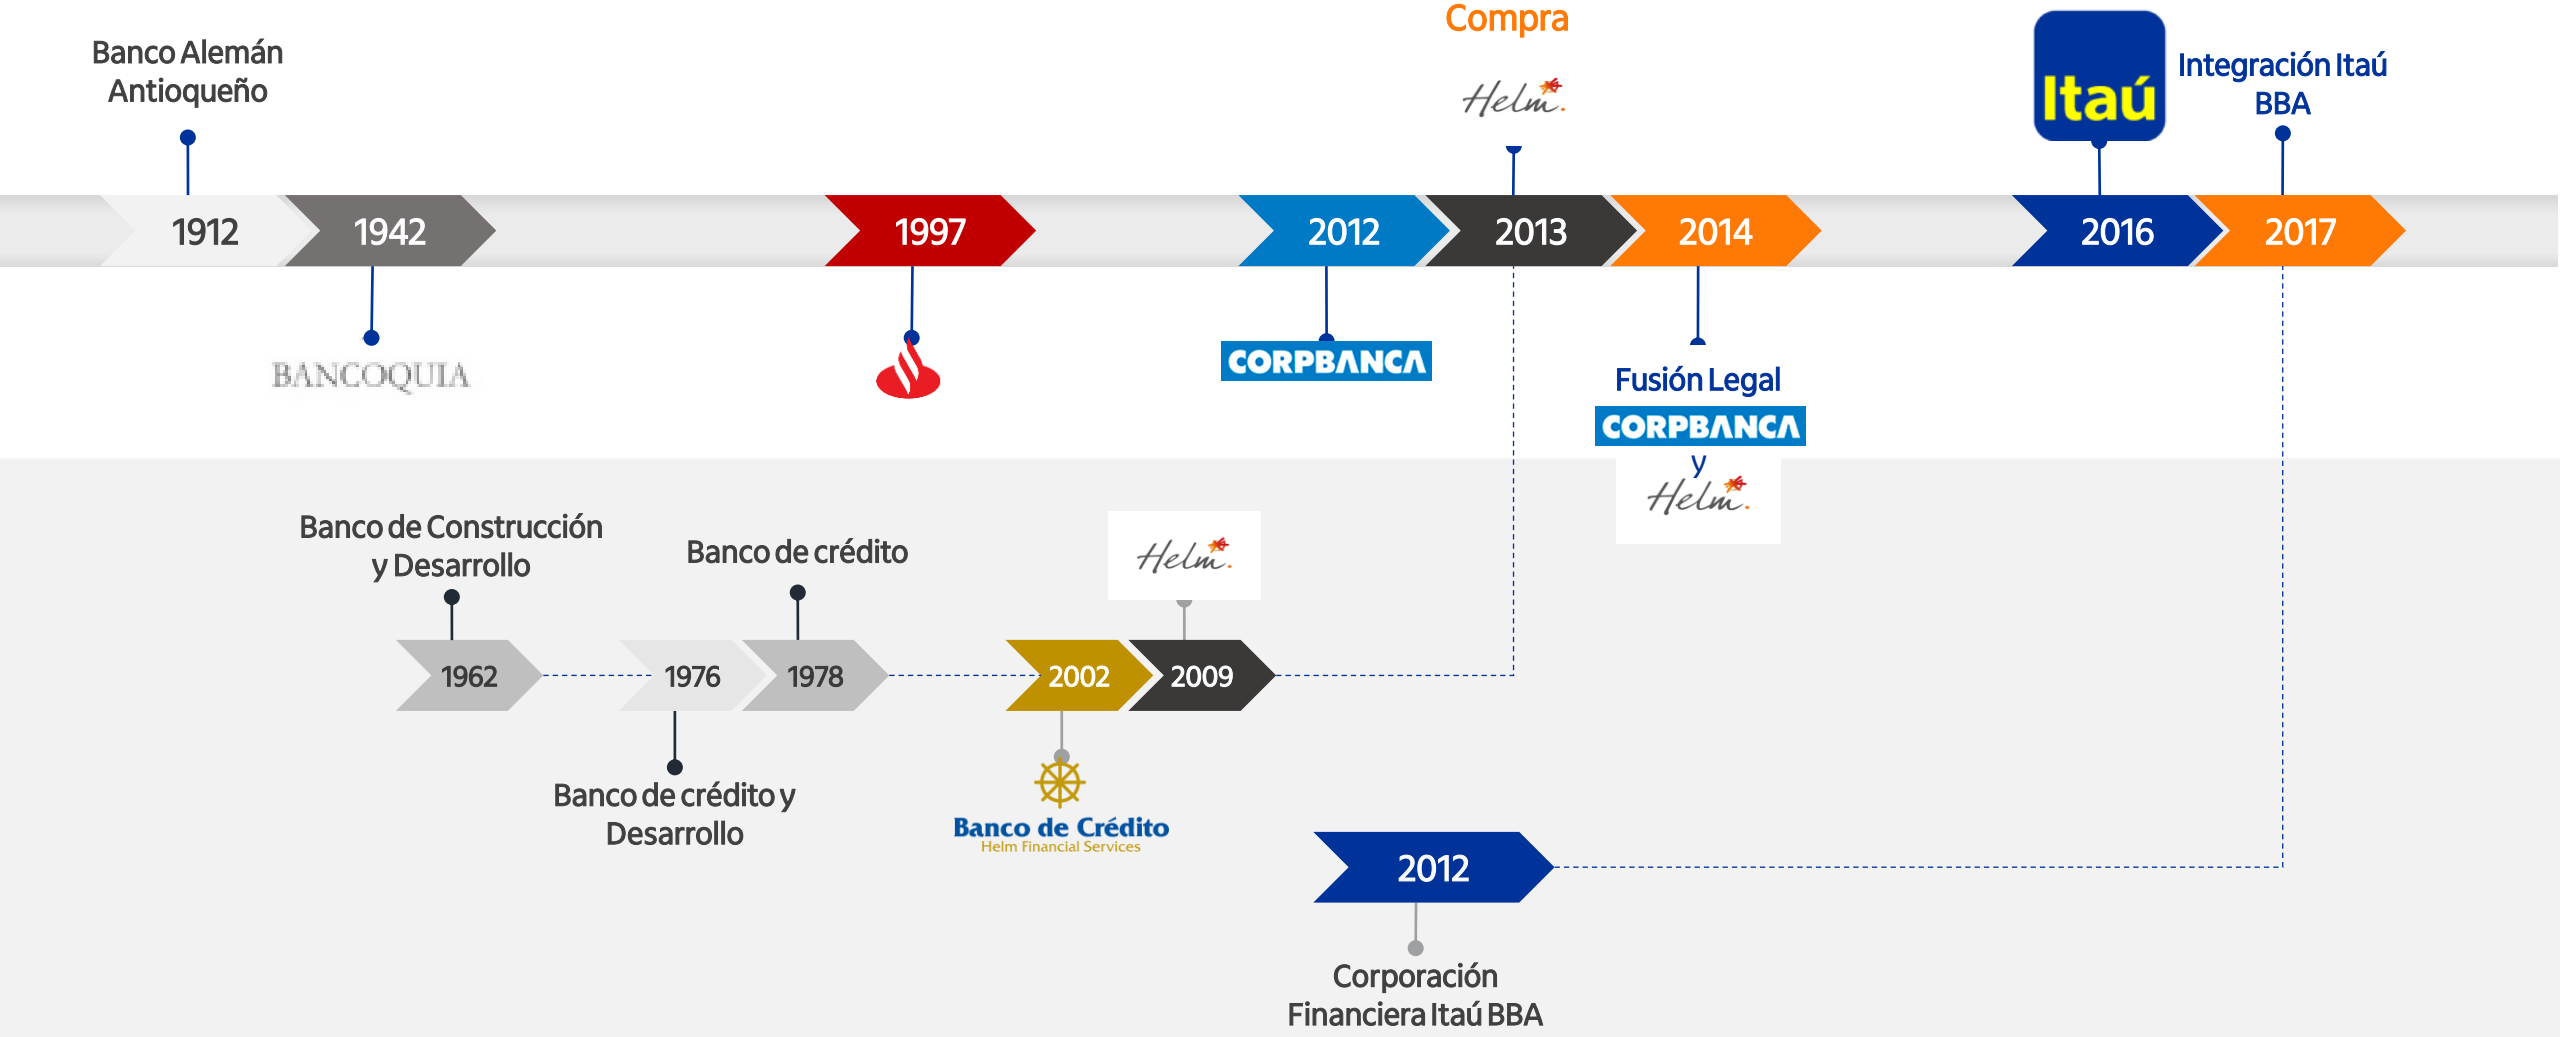 Compra
Banco Alemán
Antioqueño
Helm.
Itaú
Integración Itaú
BBA
1912
1942
1997
2012
2013
2014
2016
2017
BANCOQUIA
CORPBANCA
Fusión Legal
CORPBANCA
y
Helm.
Banco de Construcción
y Desarrollo
Banco de crédito
Helm.
1962
1976
1978
2002
2009
Banco de crédito y
Desarrollo
Banco de Crédito
Helm Financial Services
2012
Corporación
Financiera Itaú BBA